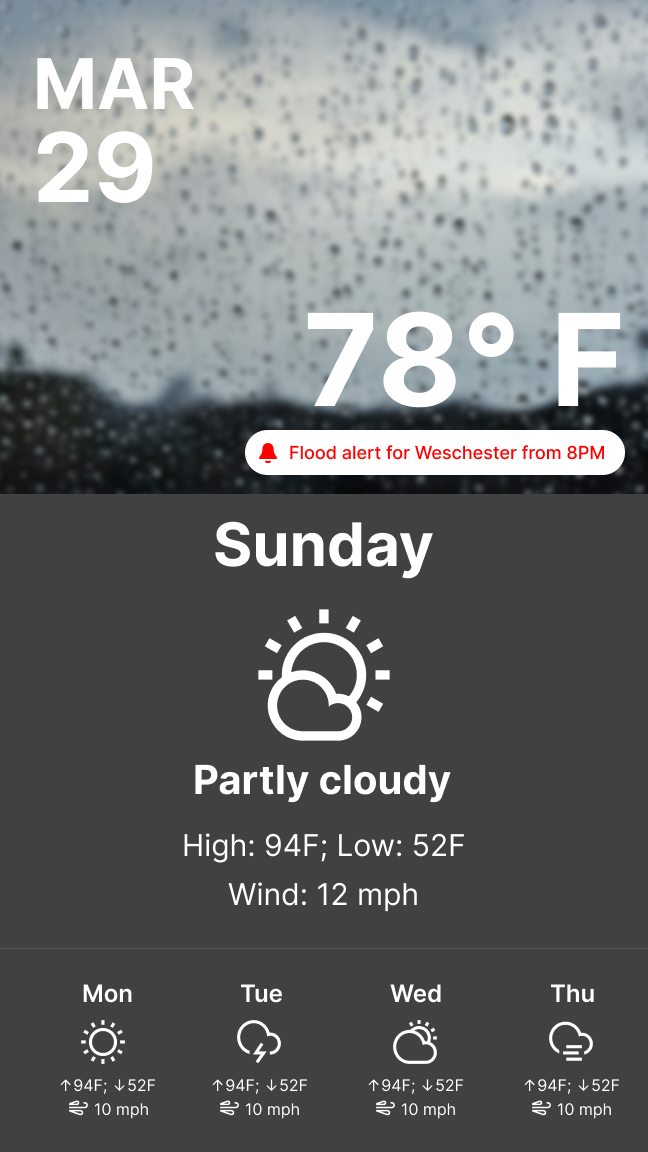 MAR
29
78° F
Flood alert for Weschester from 8PM
Sunday
Partly cloudy
High: 94F; Low: 52F
Wind: 12 mph
Mon Tue Wed Thu
↑94F; ↓52F ↑94F; ↓52F ↑94F; ↓52F ↑94F; ↓52F
10 mph 10 mph 10 mph 10 mph